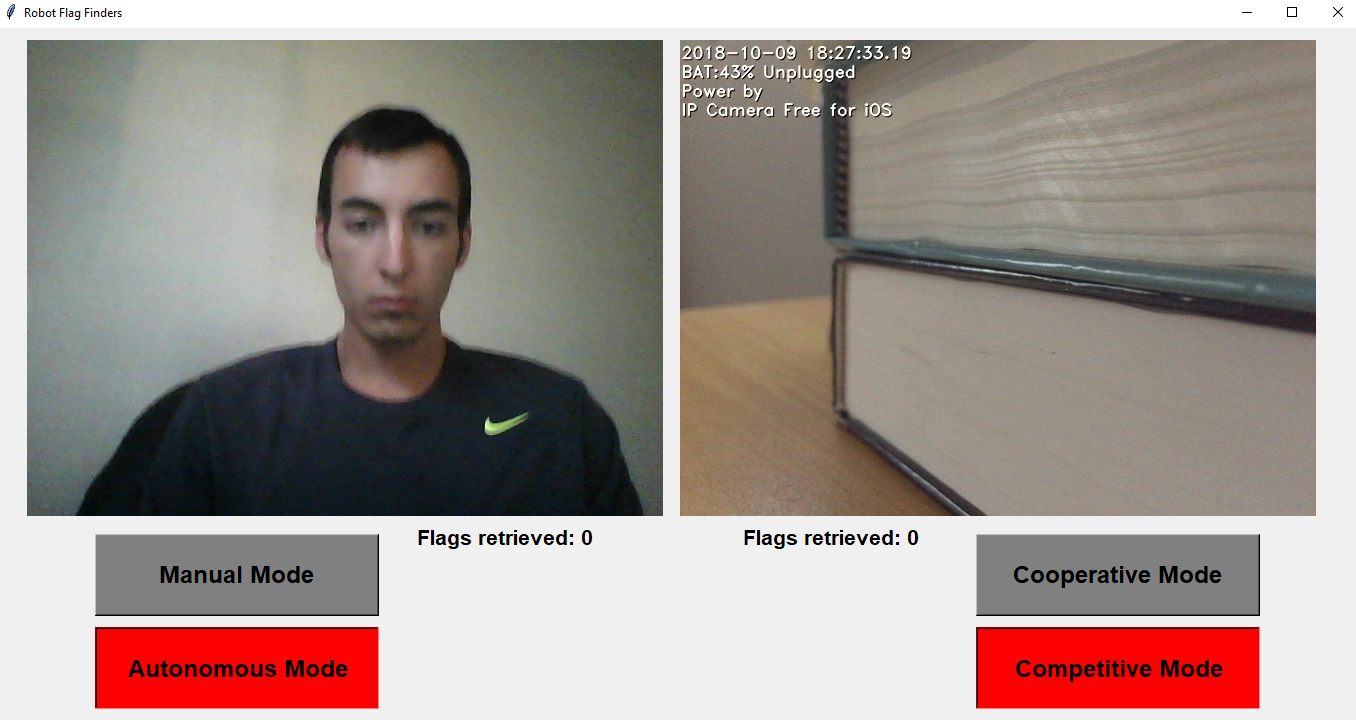 Robot Flag Finders
2018-10-09 18:27:33.19
BAT:43% Unplugged
Power by
IP Camera Free for iOS
Flags retrieved: 0
Flags retrieved: 0
Manual Mode
Cooperative Mode
Autonomous Mode
Competitive Mode